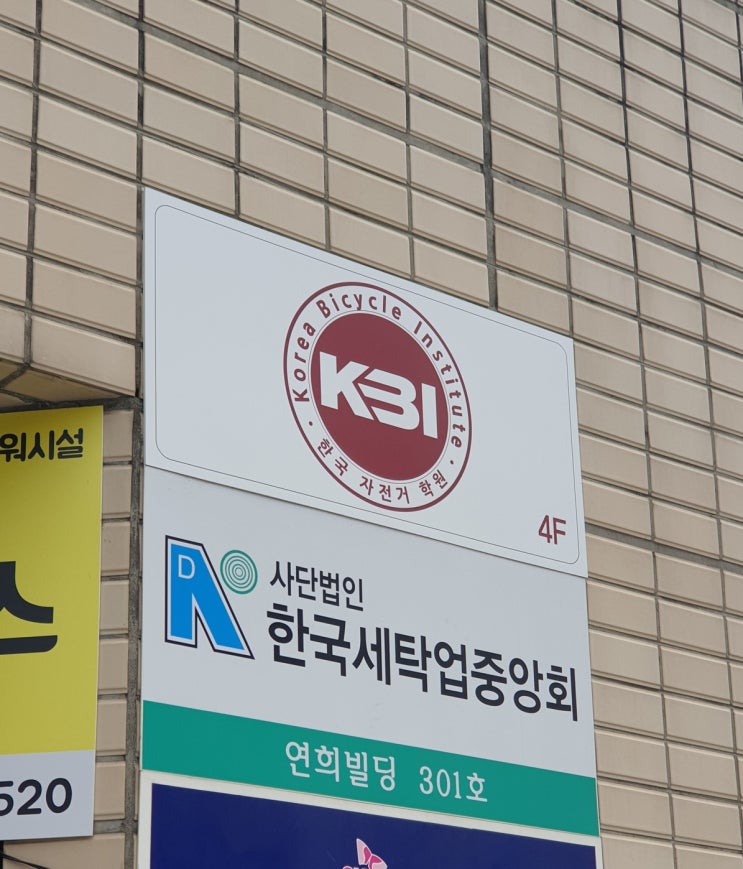 Korea Bicycle Institute
KBI
· 한국 자전거 학원 ·
4F
D
사단법인
한국세탁업중앙회
연희빌딩 301호
워시설
스
520